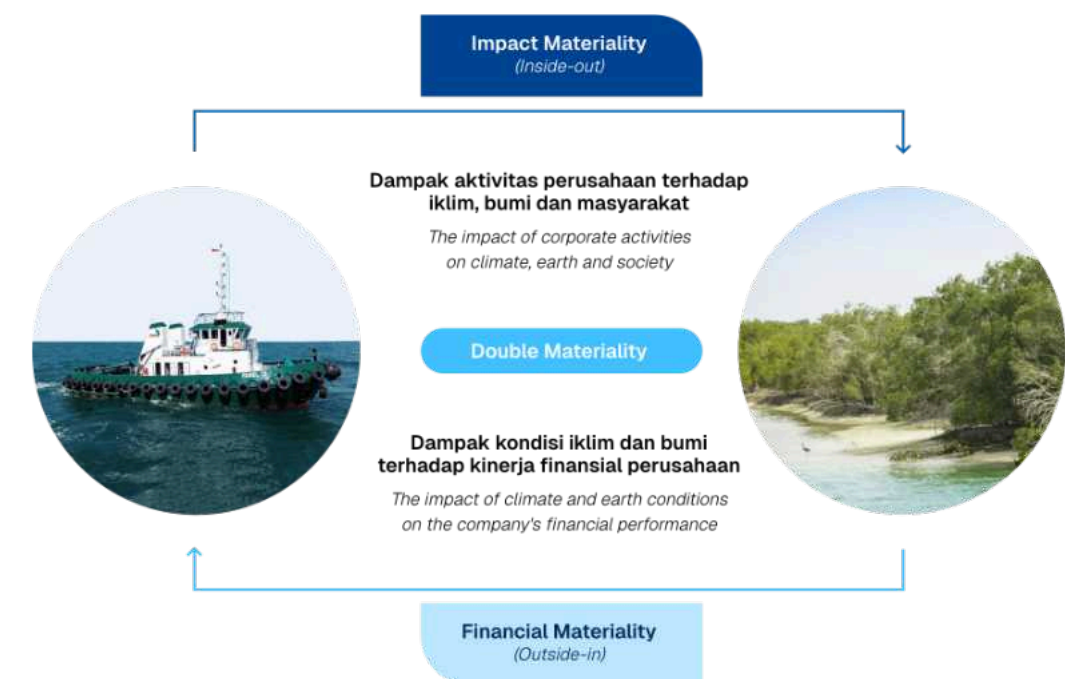 Impact Materiality
(Inside-out)
Dampak aktivitas perusahaan terhadap
iklim, bumi dan masyarakat
The impact of corporate activities
on climate, earth and society
Double Materiality
Dampak kondisi iklim dan bumi
terhadap kinerja finansial perusahaan
The impact of climate and earth conditions
on the company's financial performance
Financial Materiality
(Outside-in)